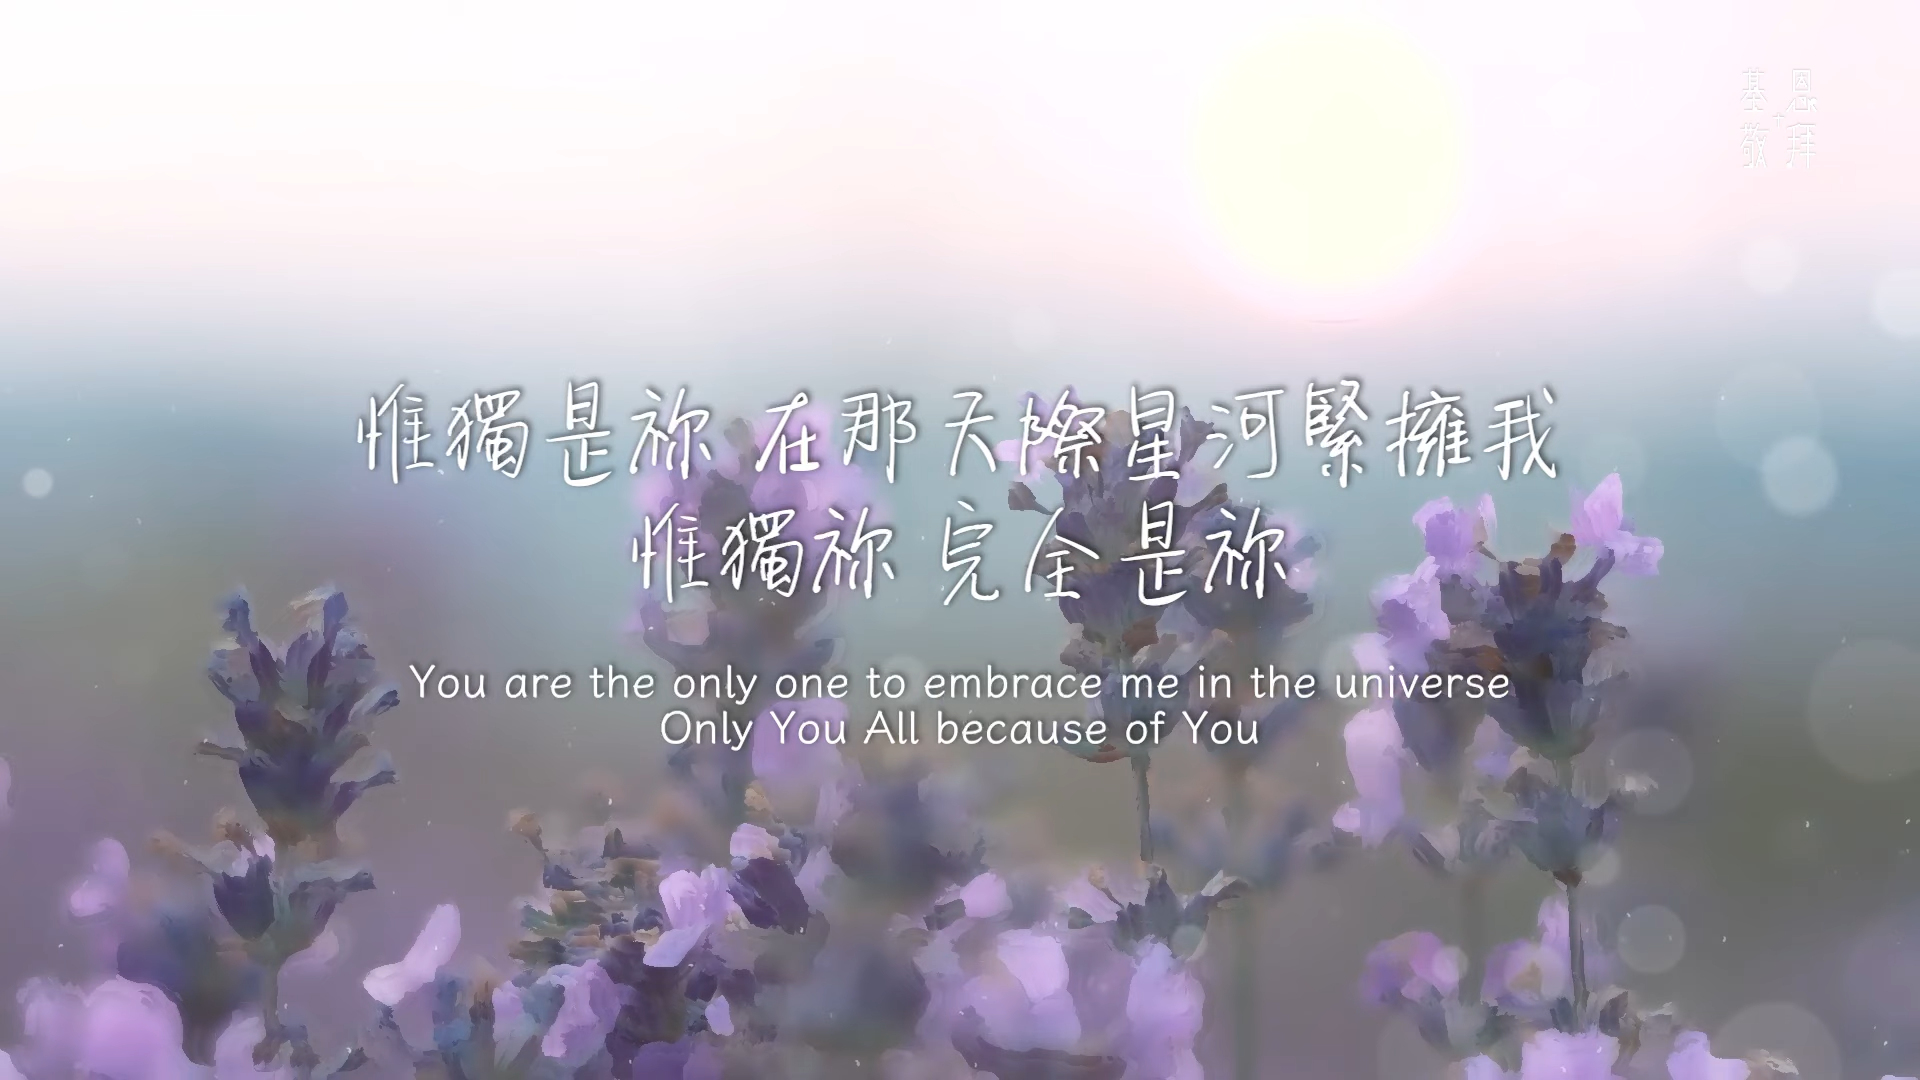 基恩
敬拜
惟獨是祢 在那天際星河緊擁我
惟獨祢 完全是祢
You are the only one to embrace me in the universe
Only You All because of You